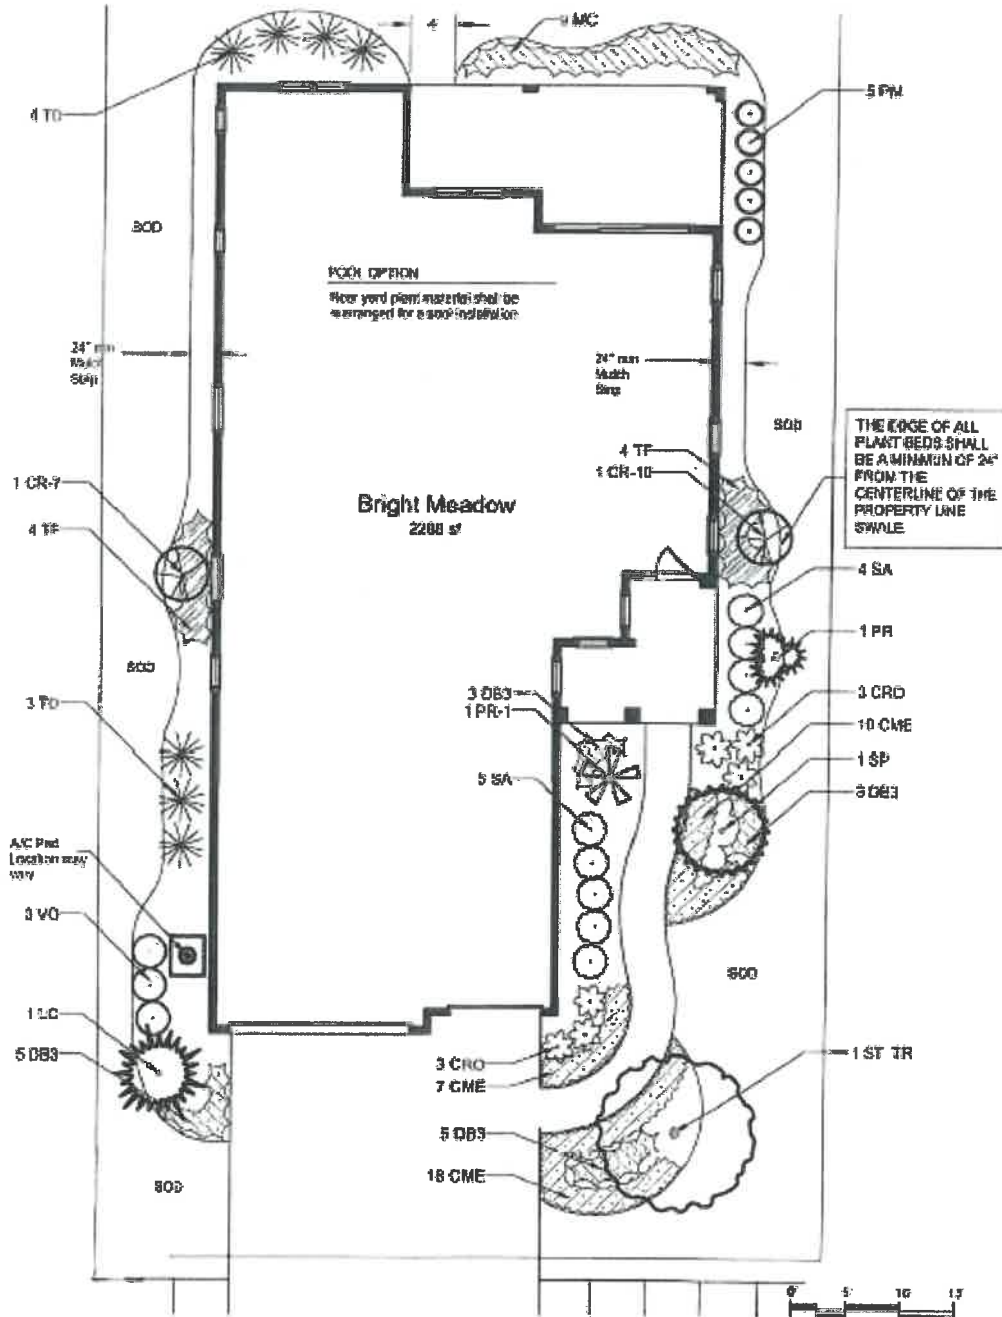 4'
9 MC
4 TD
5 PM
SOD
POOL OPTION
Rear yard plant material shall be
rearranged for a pool installation
24" min
Mulch
Strip
24" min
Mulch
Strip
SOD
THE EDGE OF ALL
PLANT BEDS SHALL
BE A MINIMUN OF 24"
FROM THE
CENTERLINE OF THE
PROPERTY LINE
SWALE
4 TF
1 CR-10
1 CR-7
Bright Meadow
2288 sf
4 TF
4 SA
1 PR
SOD
3 TD
3 DB3
1 PR-1
3 CRO
10 CME
1 SP
5 SA
A/C Pad
Location may
vary
3 VO
SOD
1 LC
5 DB3
3 CRO
7 CME
1 ST TR
5 DB3
18 CME
SOD
0' 5' 10' 15'